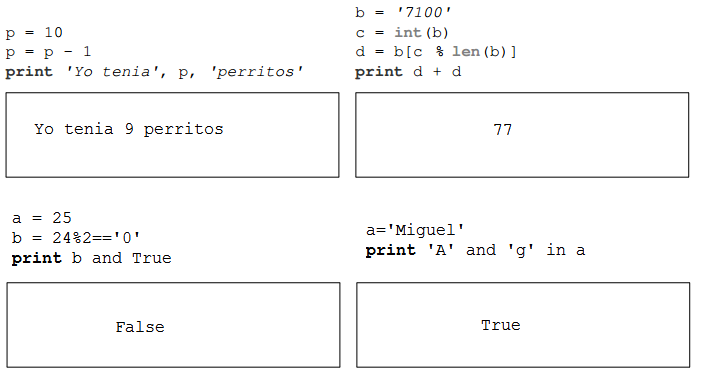 p = 10
p = p - 1
print 'Yo tenia', p, 'perritos'
Yo tenia 9 perritos
b = '7100'
c = int(b)
d = b[c % len(b)]
print d + d
77
a = 25
b = 24%2=='0'
print b and True
False
a='Miguel'
print 'A' and 'g' in a
True